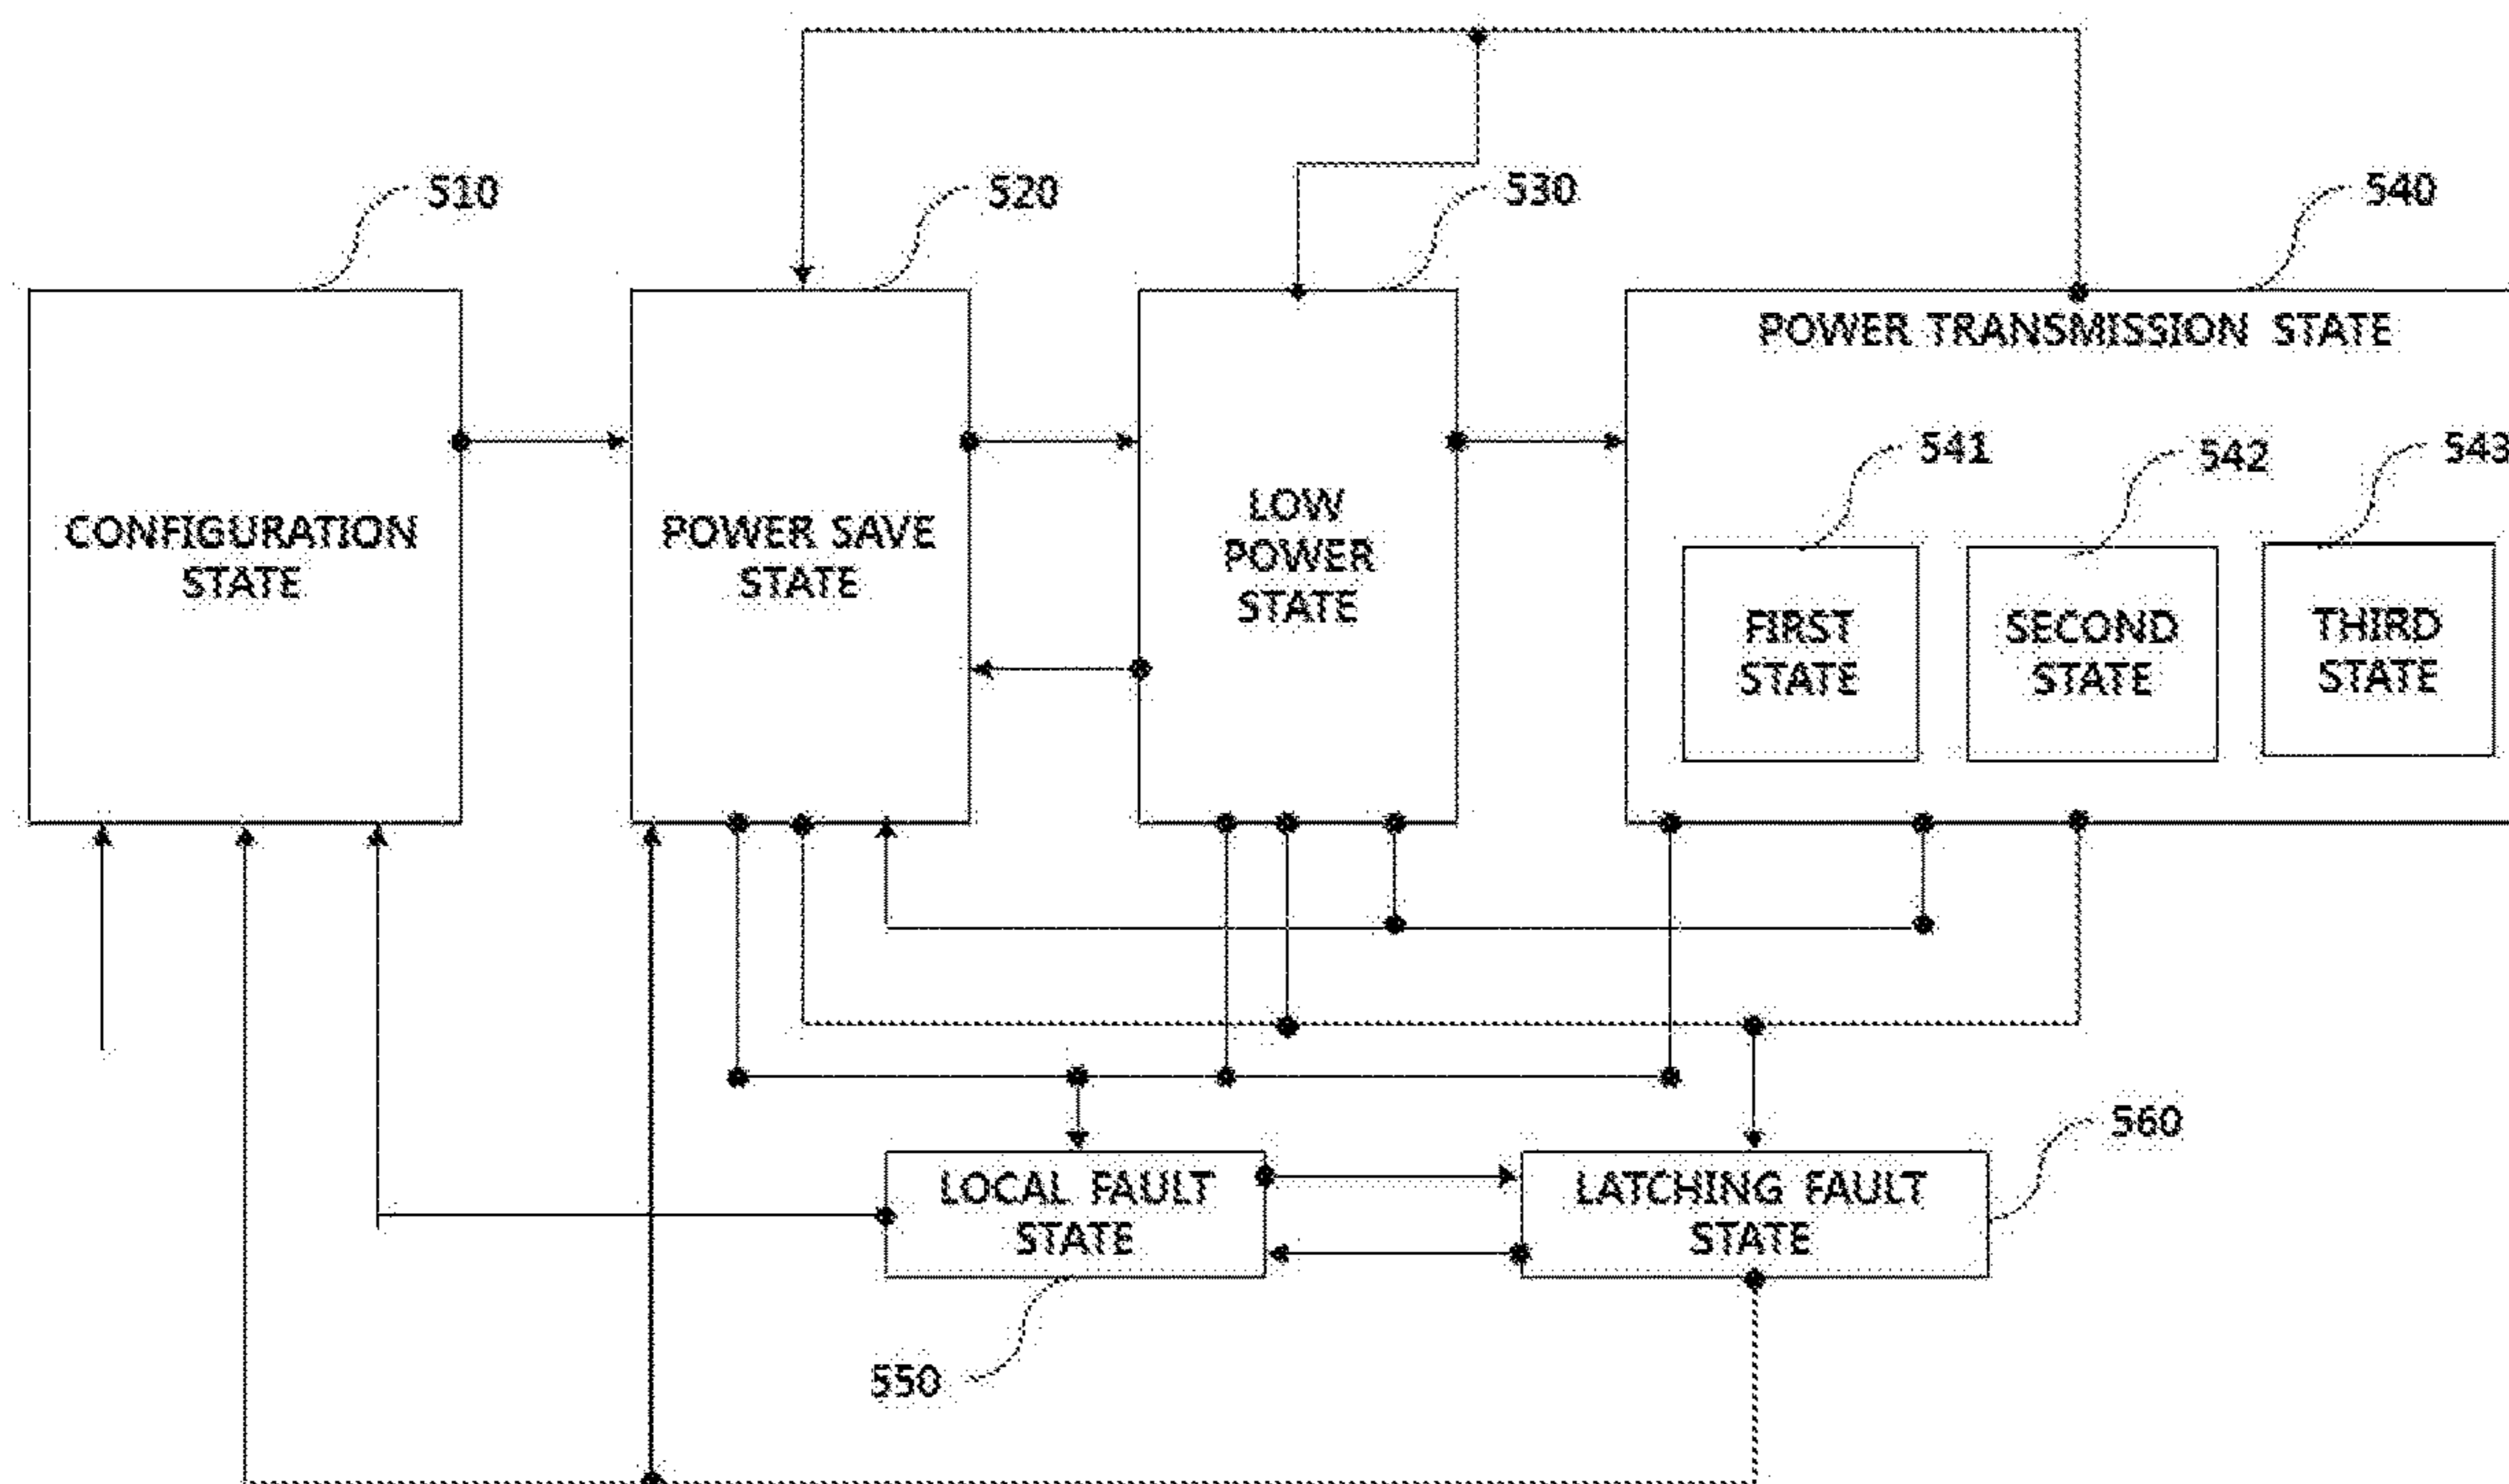 510
520
530
540
POWER TRANSMISSION STATE
541
542
543
CONFIGURATION
STATE
POWER SAVE
STATE
LOW
POWER
STATE
FIRST
STATE
SECOND
STATE
THIRD
STATE
560
LOCAL FAULT
STATE
LATCHING FAULT
STATE
550